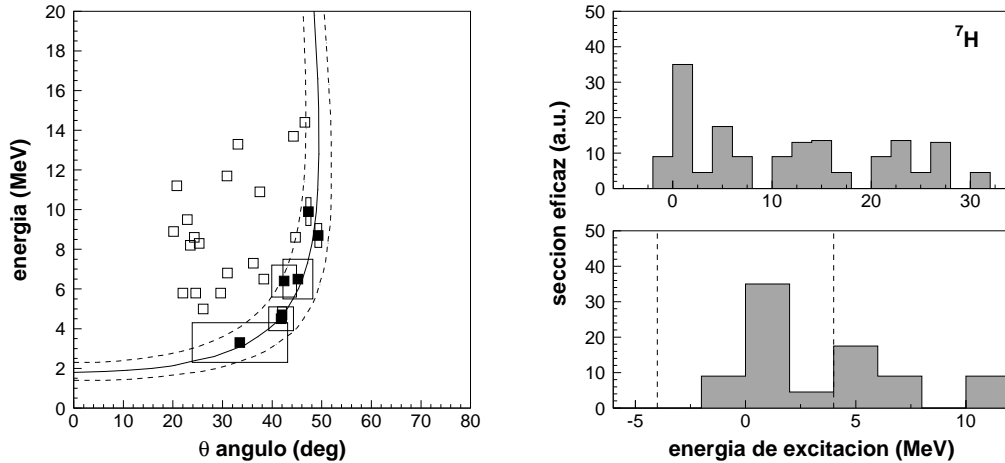 energia (MeV)
20
18
16
14
12
10
8
6
4
2
0
0 10 20 30 40 50 60 70 80
θ angulo (deg)
seccion eficaz (a.u.)
50
40
30
20
10
0
⁷H
0 10 20 30
50
40
30
20
10
0
-5 0 5 10
energia de excitacion (MeV)